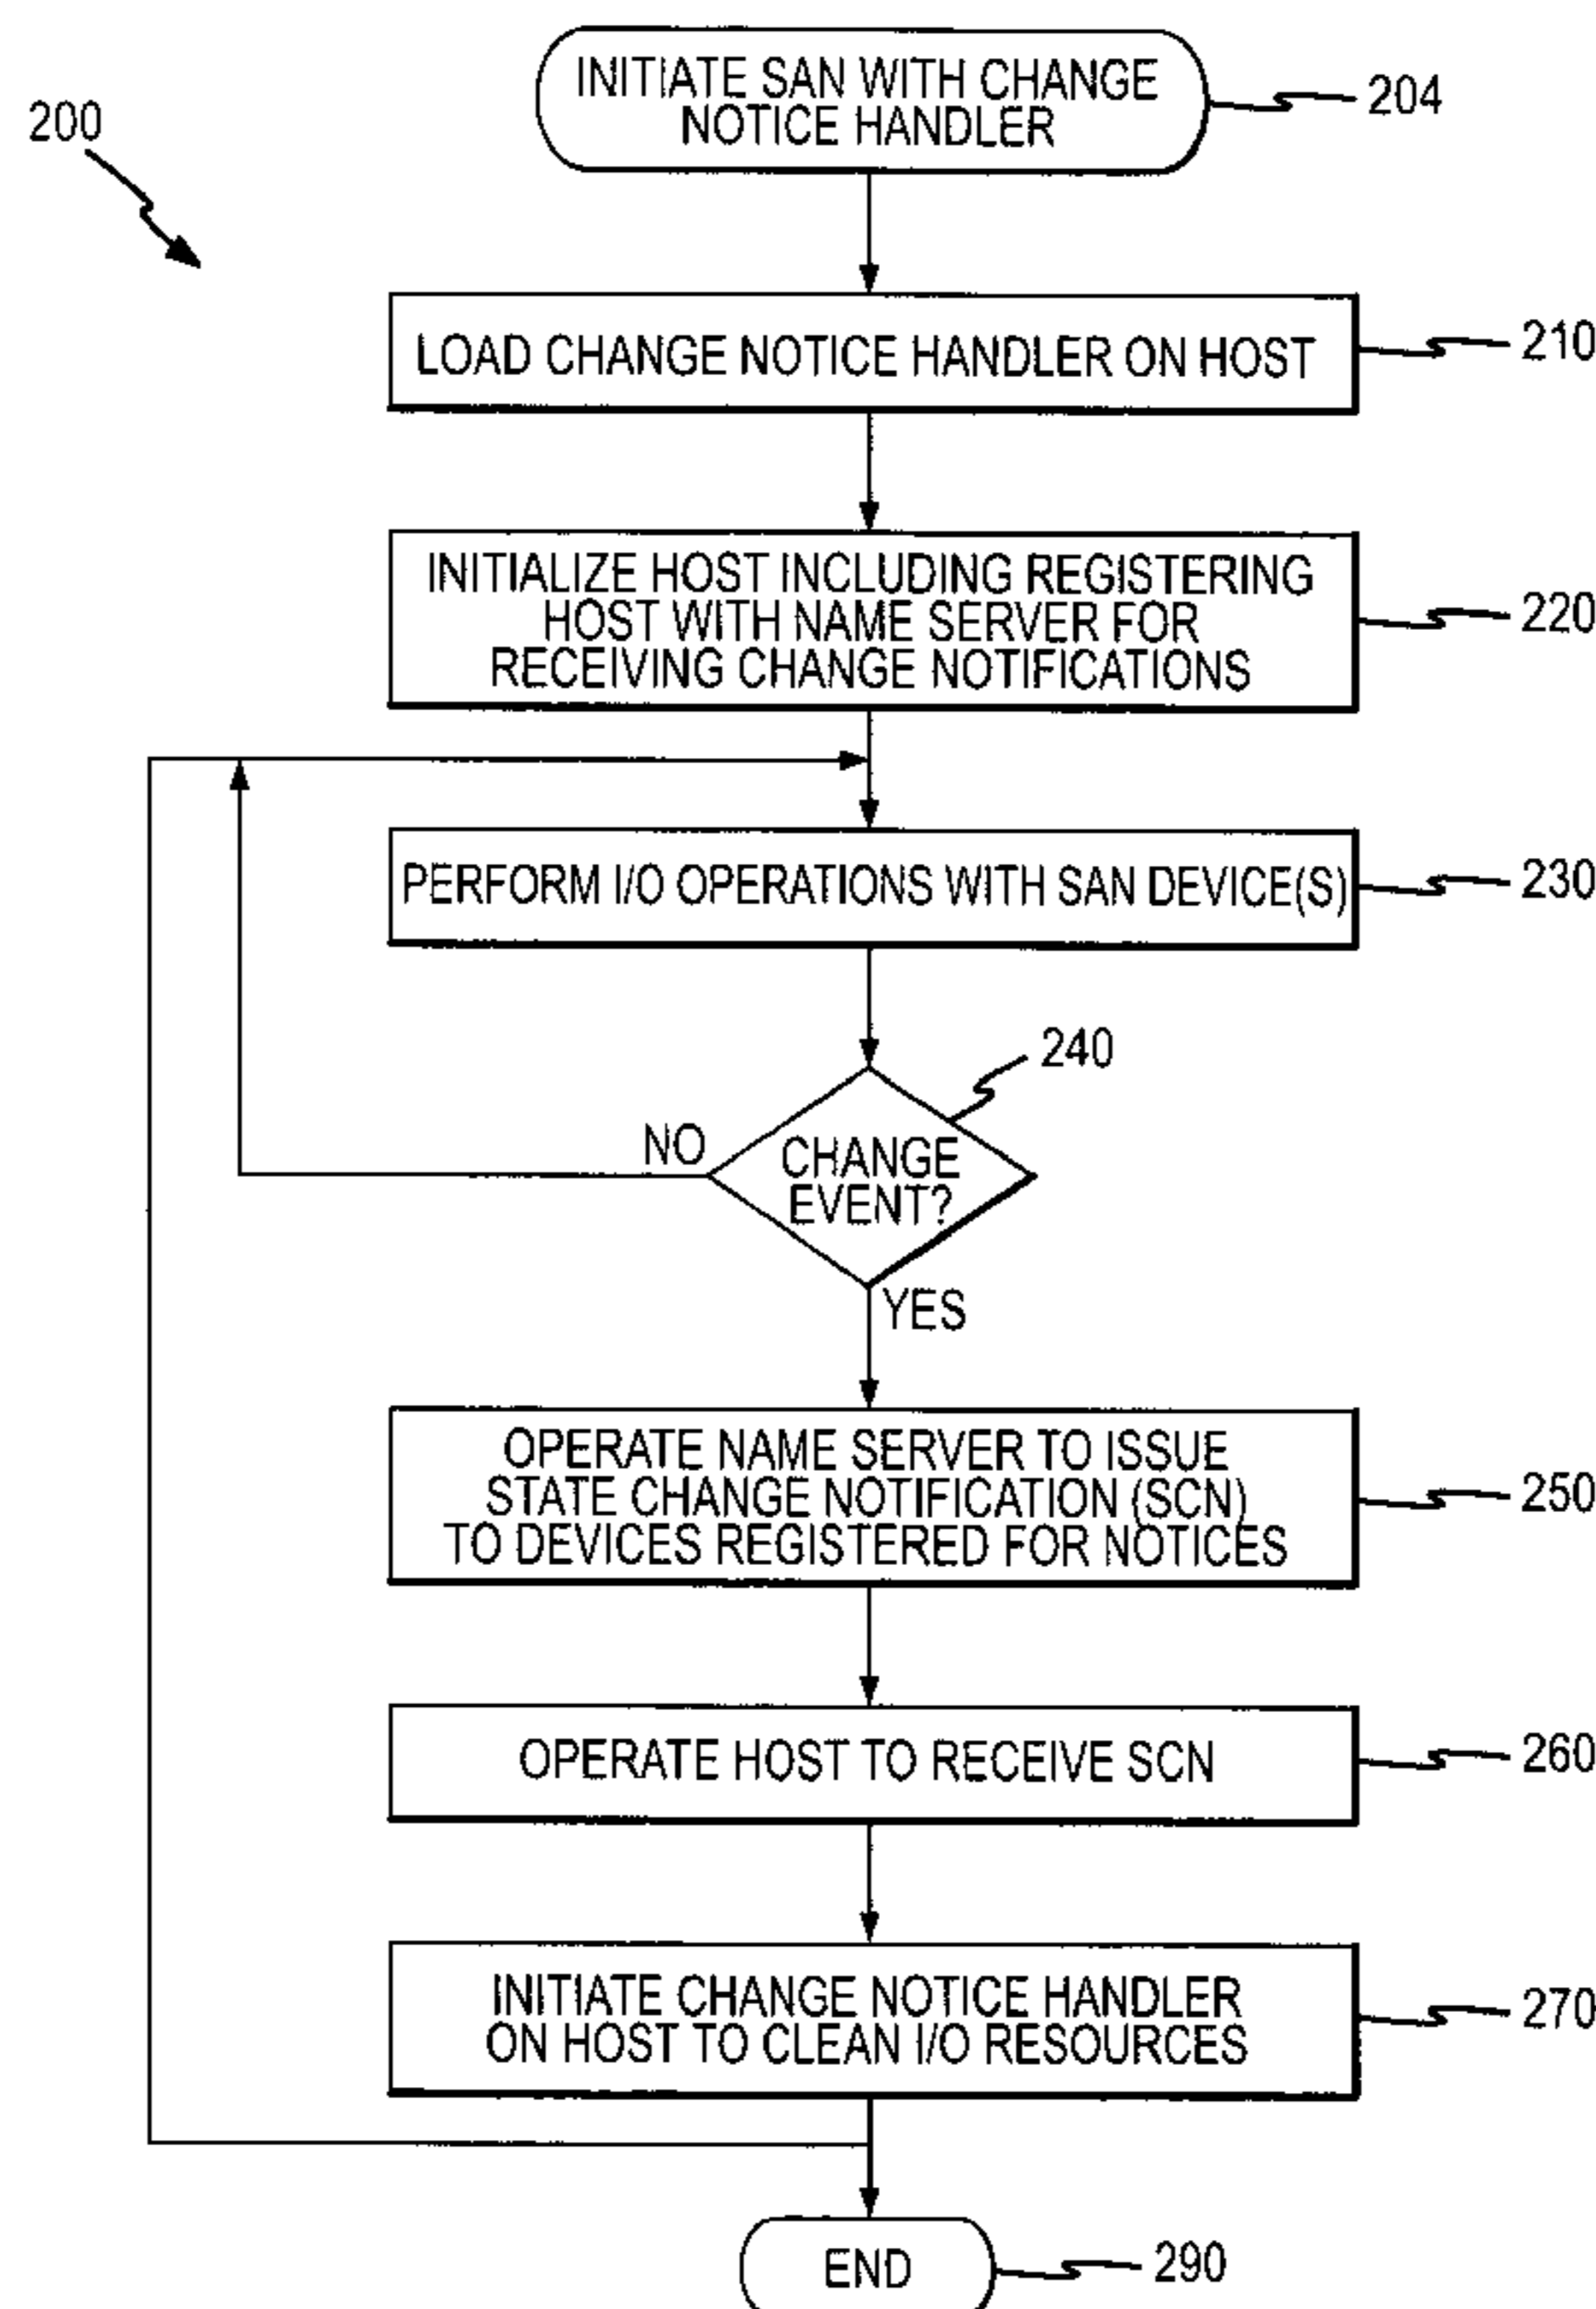 200
INITIATE SAN WITH CHANGE
NOTICE HANDLER
204
LOAD CHANGE NOTICE HANDLER ON HOST
210
INITIALIZE HOST INCLUDING REGISTERING
HOST WITH NAME SERVER FOR
RECEIVING CHANGE NOTIFICATIONS
220
PERFORM I/O OPERATIONS WITH SAN DEVICE(S)
230
240
NO
CHANGE
EVENT?
YES
OPERATE NAME SERVER TO ISSUE
STATE CHANGE NOTIFICATION (SCN)
TO DEVICES REGISTERED FOR NOTICES
250
OPERATE HOST TO RECEIVE SCN
260
INITIATE CHANGE NOTICE HANDLER
ON HOST TO CLEAN I/O RESOURCES
270
END
290